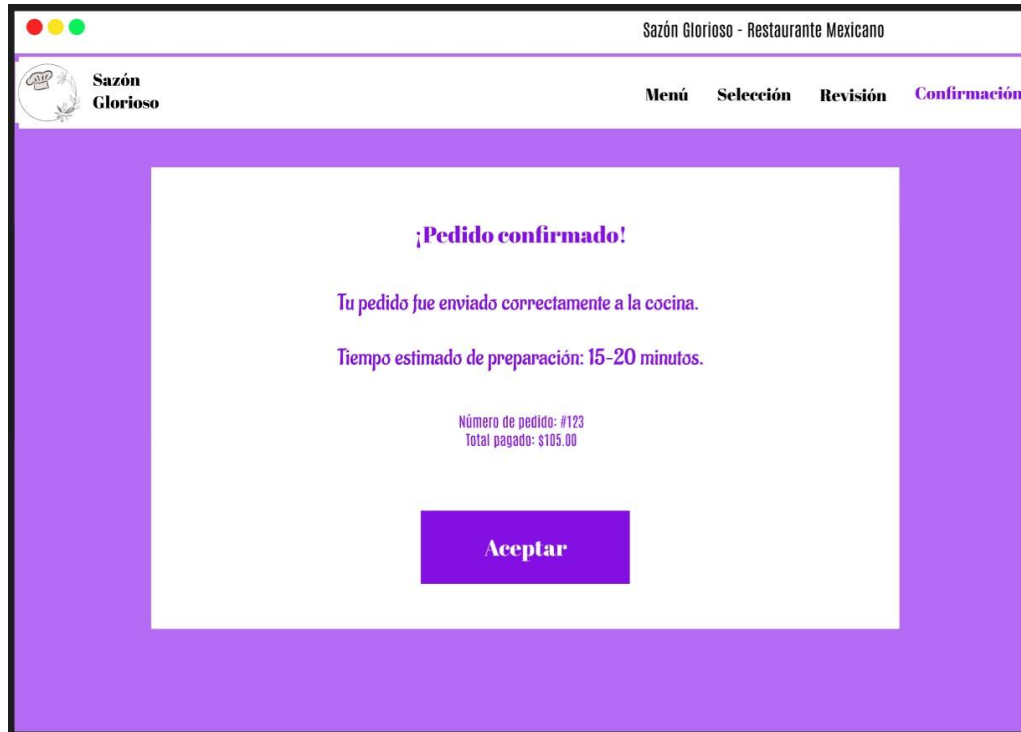 Sazón Glorioso - Restaurante Mexicano
Sazón
Glorioso
Menú Selección Revisión Confirmación
¡Pedido confirmado!
Tu pedido fue enviado correctamente a la cocina.
Tiempo estimado de preparación: 15-20 minutos.
Número de pedido: #123
Total pagado: $105.00
Aceptar